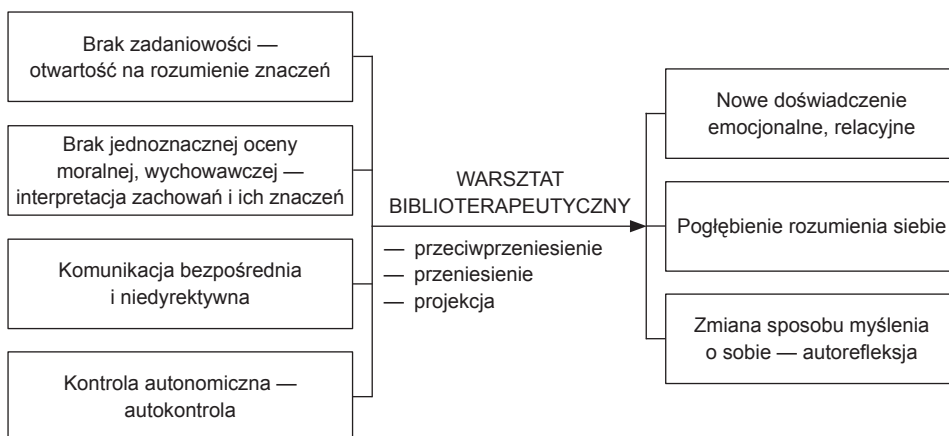 Brak zadaniowości —
otwartość na rozumienie znaczeń
Brak jednoznacznej oceny
moralnej, wychowawczej —
interpretacja zachowań i ich znaczeń
Komunikacja bezpośrednia
i niedyrektywna
Kontrola autonomiczna —
autokontrola
WARSZTAT
BIBLIOTERAPEUTYCZNY
— przeciwprzeniesienie
— przeniesienie
— projekcja
Nowe doświadczenie
emocjonalne, relacyjne
Pogłębienie rozumienia siebie
Zmiana sposobu myślenia
o sobie — autorefleksja